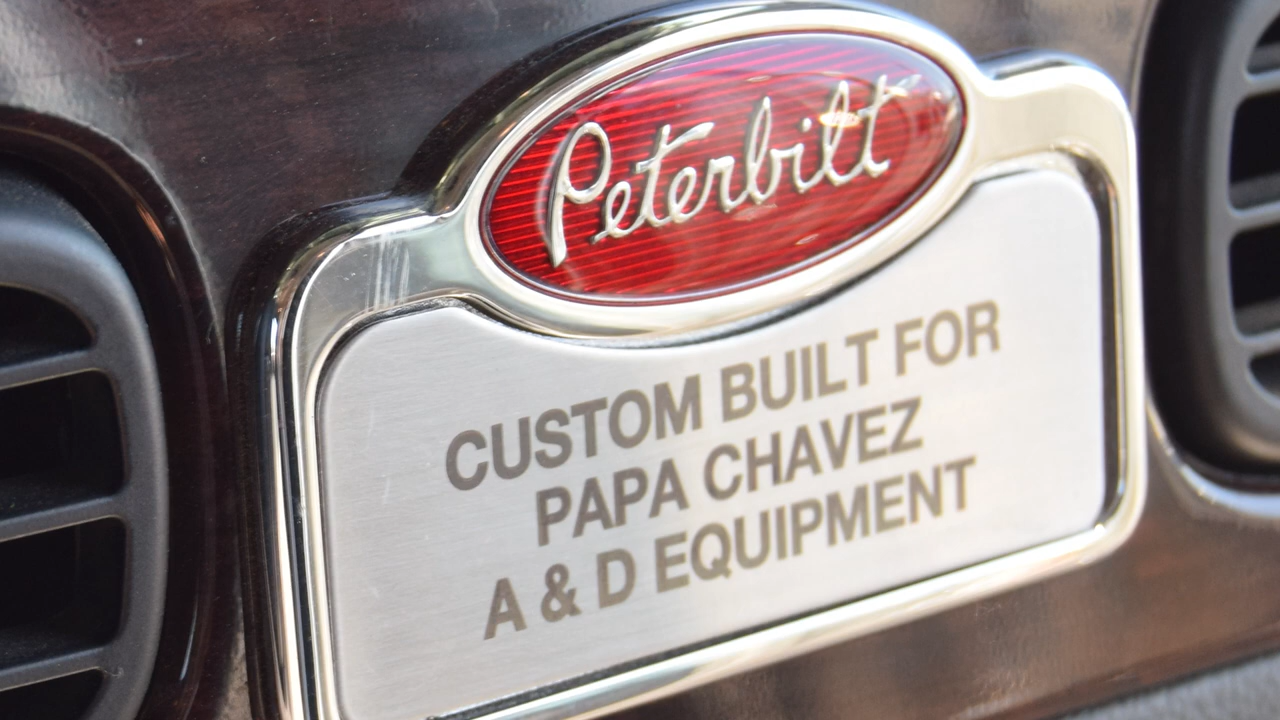 Peterbilt
CUSTOM BUILT FOR
PAPA CHAVEZ
A & D EQUIPMENT